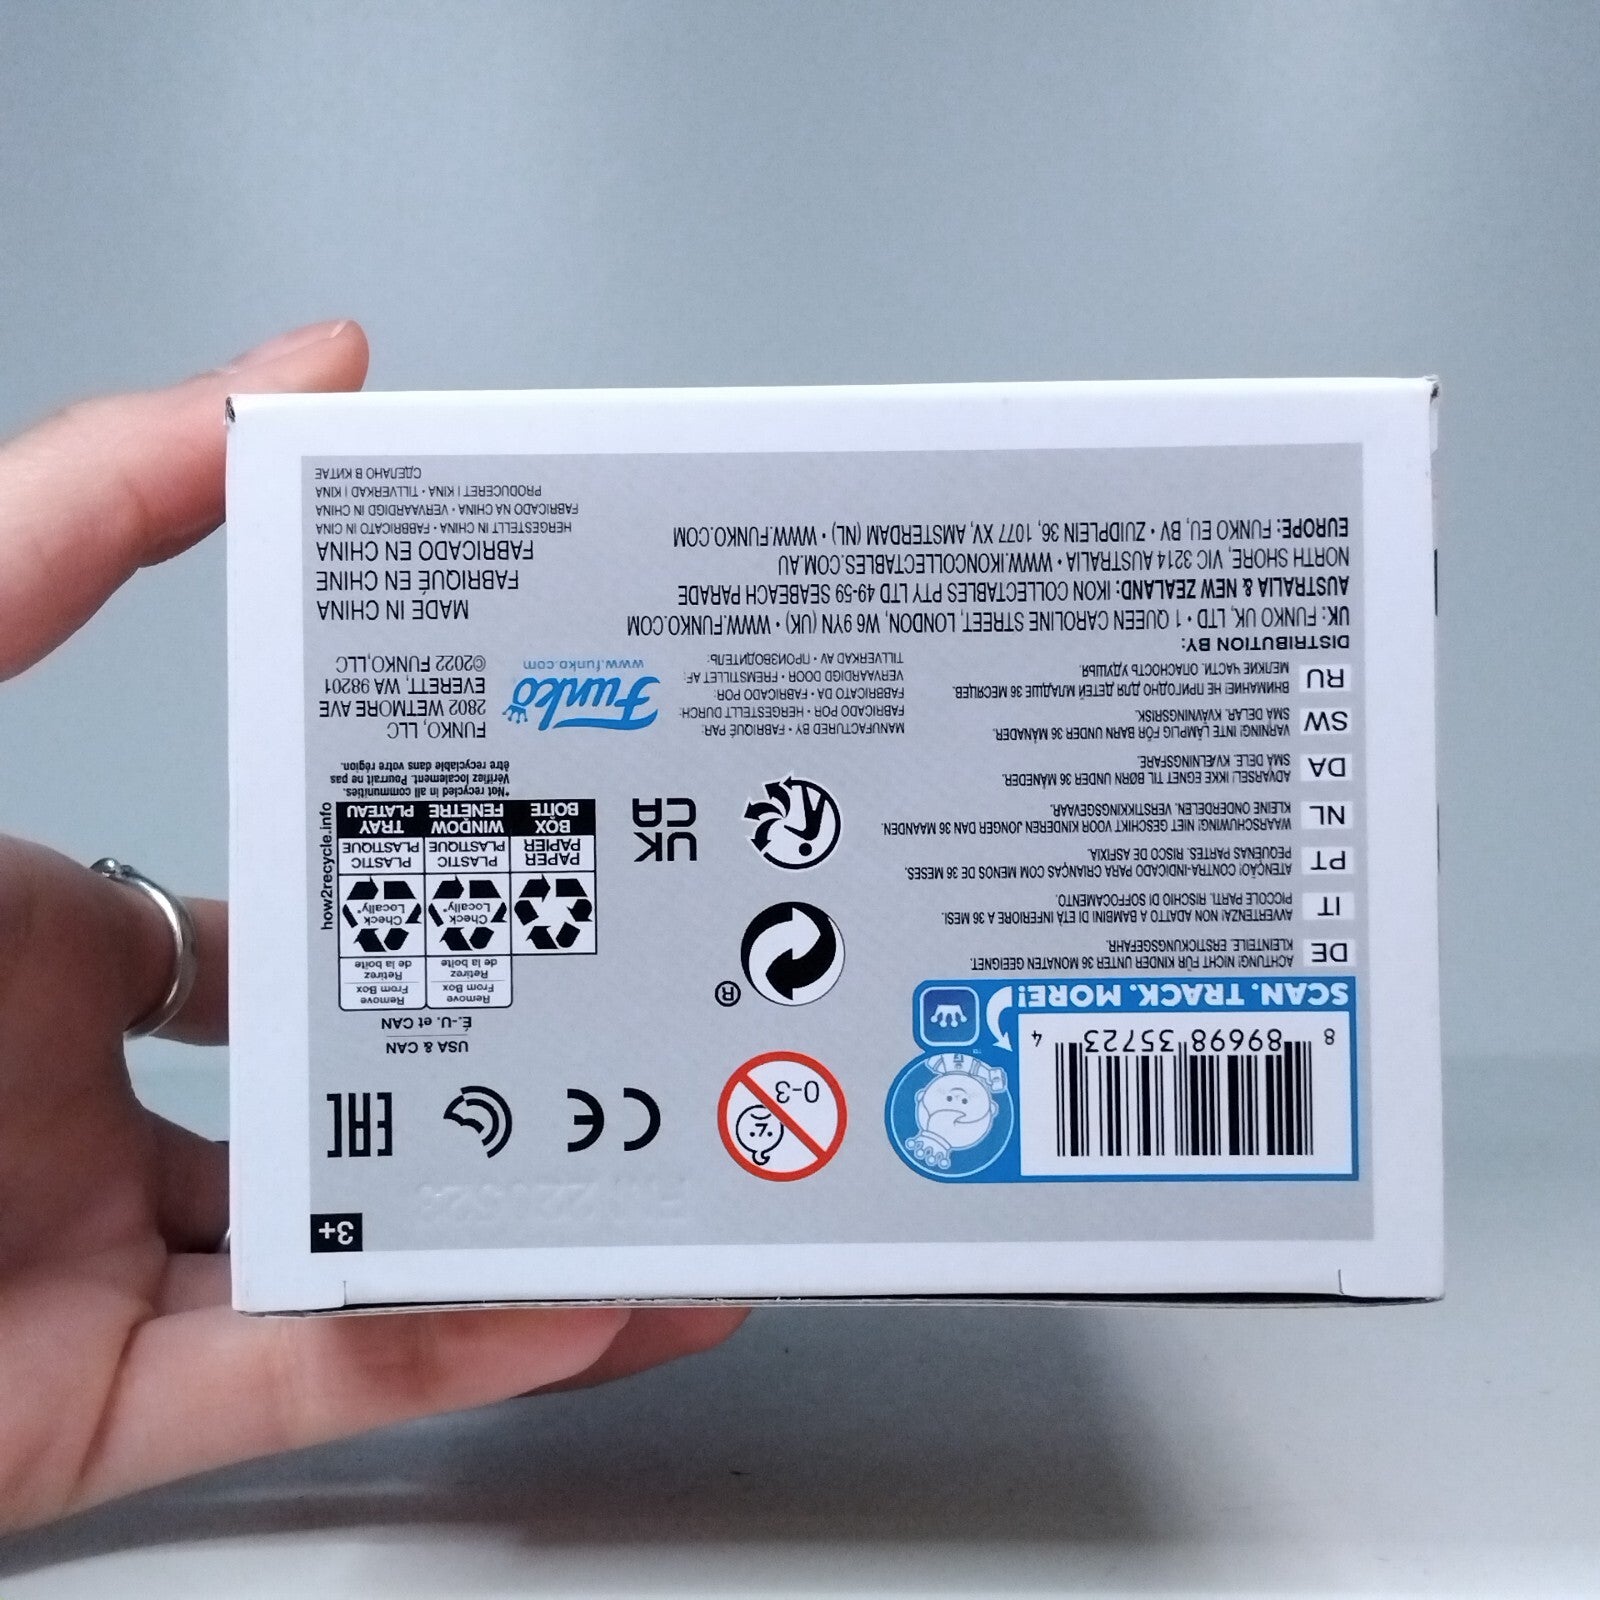 3+
8 89698 35723 4
SCAN. TRACK. MORE!
0-3
CE
EAC
DE ACHTUNG! NICHT FÜR KINDER UNTER 36 MONATEN GEEIGNET.
KLEINTEILE. ERSTICKUNGSGEFAHR.
IT AVVERTENZA! NON ADATTO A BAMBINI DI ETÀ INFERIORE A 36 MESI.
PICCOLE PARTI. RISCHIO DI SOFFOCAMENTO.
PT ATENÇÃO! CONTRA-INDICADO PARA CRIANÇAS COM MENOS DE 36 MESES.
PEQUENAS PARTES. RISCO DE ASFIXIA.
NL WAARSCHUWING! NIET GESCHIKT VOOR KINDEREN JONGER DAN 36 MAANDEN.
KLEINE ONDERDELEN. VERSTIKKINGSGEVAAR.
DA ADVARSEL! IKKE EGNET TIL BØRN UNDER 36 MÅNEDER.
SMÅ DELE. KVÆLNINGSFARE.
SW VARNING! INTE LÄMPLIG FÖR BARN UNDER 36 MÅNADER.
SMÅ DELAR. KVÄVNINGSRISK.
RU ВНИМАНИЕ! НЕ ПРИГОДНО ДЛЯ ДЕТЕЙ МЛАДШЕ 36 МЕСЯЦЕВ.
МЕЛКИЕ ЧАСТИ. ОПАСНОСТЬ УДУШЬЯ.
®
UK
CA
USA & CAN
É.-U. et CAN
Remove
From Box
Retirez
de la boîte
Remove
From Box
Retirez
de la boîte
Check
Locally*
Check
Locally*
PAPER
PAPIER
BOX
BOÎTE
PLASTIC
PLASTIQUE
WINDOW
FENÊTRE
PLASTIC
PLASTIQUE
TRAY
PLATEAU
how2recycle.info
*Not recycled in all communities.
Vérifiez localement. Pourrait ne pas
être recyclable dans votre région.
MANUFACTURED BY • FABRIQUÉ PAR:
FABRICADO POR • HERGESTELLT DURCH:
FABRICATO DA • FABRICADO POR:
VERVAARDIGD DOOR • FREMSTILLET AF:
TILLVERKAD AV • ПРОИЗВОДИТЕЛЬ:
Funko
www.funko.com
FUNKO, LLC
2802 WETMORE AVE
EVERETT, WA 98201
©2022 FUNKO,LLC
DISTRIBUTION BY:
UK: FUNKO UK, LTD • 1 QUEEN CAROLINE STREET, LONDON, W6 9YN (UK) • WWW.FUNKO.COM
AUSTRALIA & NEW ZEALAND: IKON COLLECTABLES PTY LTD 49-59 SEABEACH PARADE
NORTH SHORE, VIC 3214 AUSTRALIA • WWW.IKONCOLLECTABLES.COM.AU
EUROPE: FUNKO EU, BV • ZUIDPLEIN 36, 1077 XV, AMSTERDAM (NL) • WWW.FUNKO.COM
MADE IN CHINA
FABRIQUÉ EN CHINE
FABRICADO EN CHINA
HERGESTELLT IN CHINA • FABBRICATO IN CINA
FABRICADO NA CHINA • VERVAARDIGD IN CHINA
PRODUCERET I KINA • TILLVERKAD I KINA
СДЕЛАНО В КИТАЕ